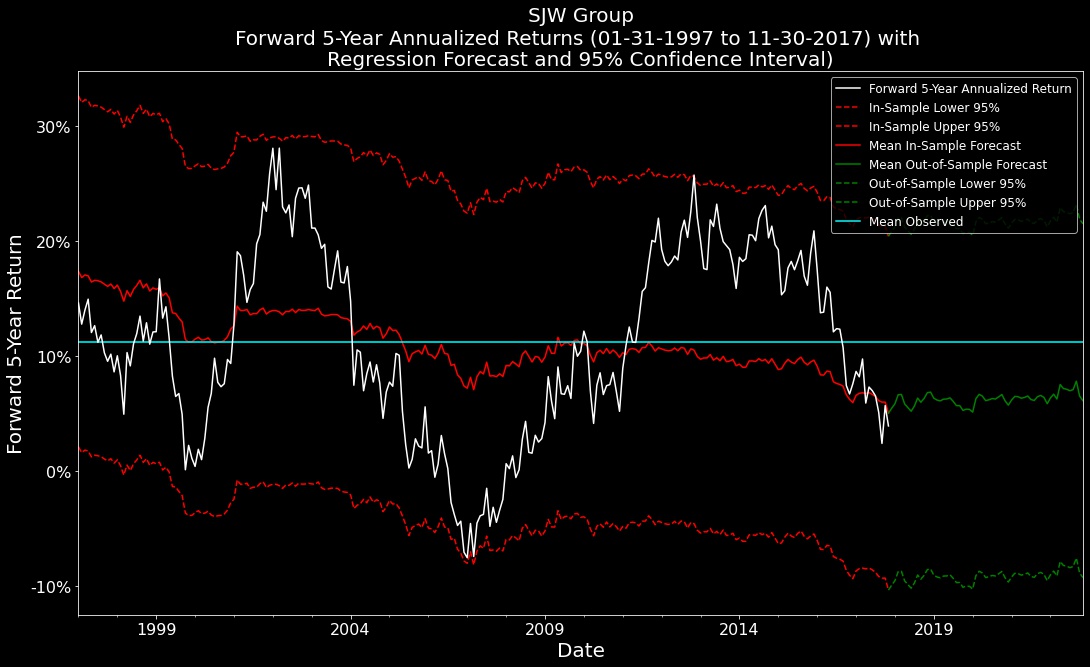 SJW Group
Forward 5-Year Annualized Returns (01-31-1997 to 11-30-2017) with
Regression Forecast and 95% Confidence Interval)
Forward 5-Year Annualized Return
In-Sample Lower 95%
In-Sample Upper 95%
Mean In-Sample Forecast
Mean Out-of-Sample Forecast
Out-of-Sample Lower 95%
Out-of-Sample Upper 95%
Mean Observed
Forward 5-Year Return
30%
20%
10%
0%
-10%
1999
2004
2009
2014
2019
Date